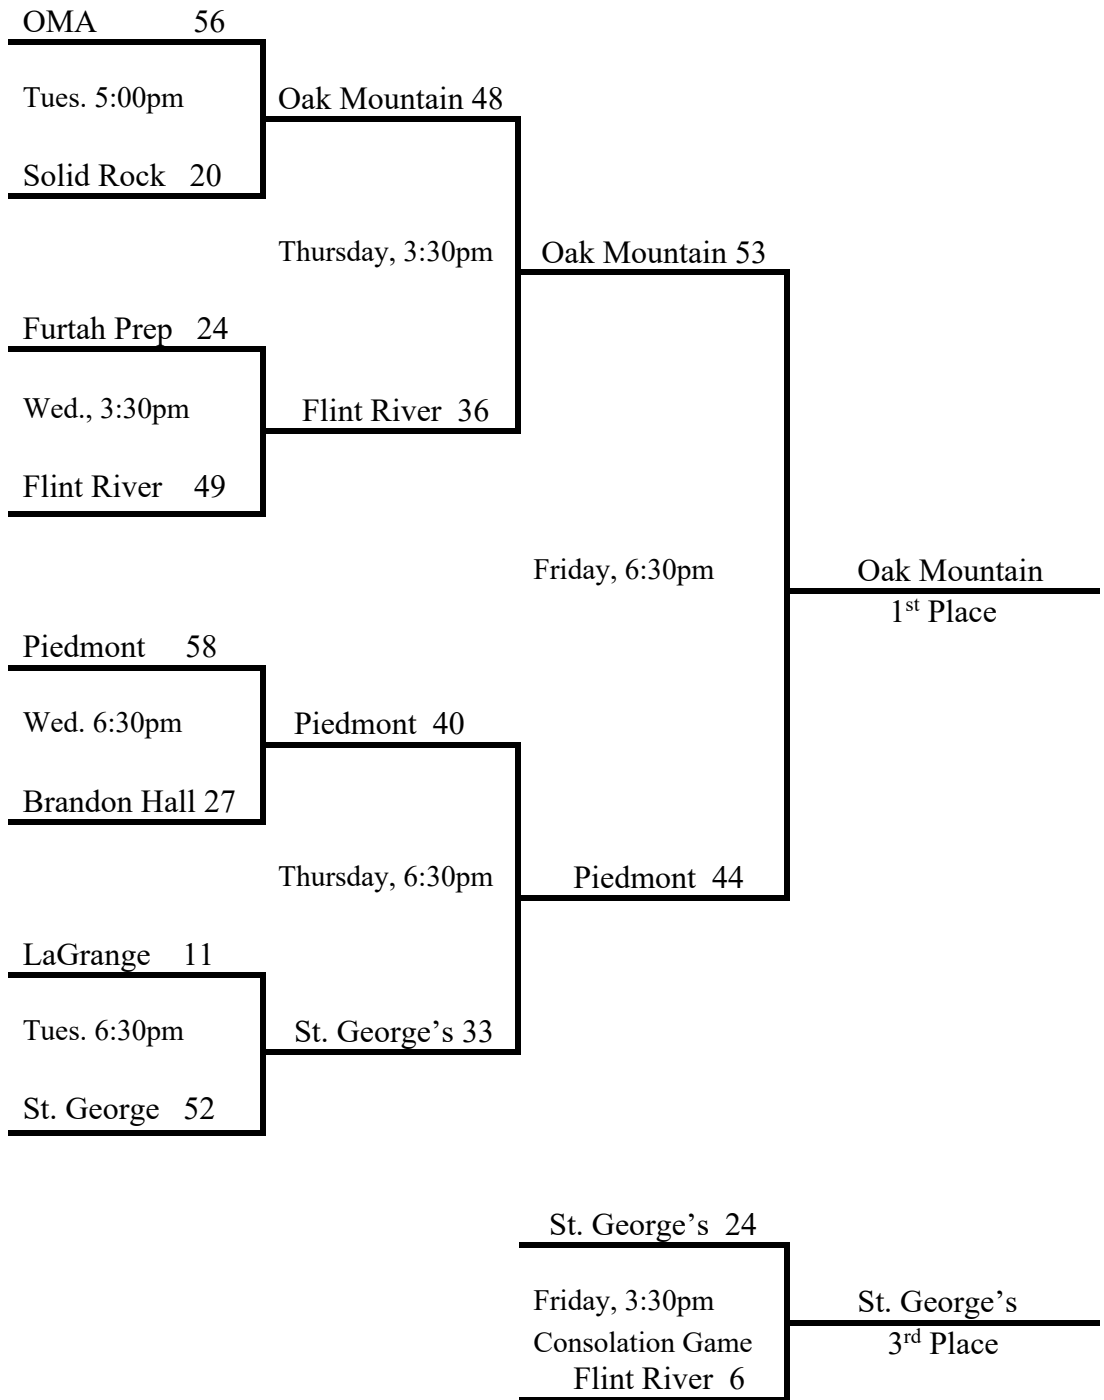 OMA 56
Tues. 5:00pm
Oak Mountain 48
Solid Rock 20
Thursday, 3:30pm
Oak Mountain 53
Furtah Prep 24
Wed., 3:30pm
Flint River 36
Flint River 49
Friday, 6:30pm
Oak Mountain
1st Place
Piedmont 58
Wed. 6:30pm
Piedmont 40
Brandon Hall 27
Thursday, 6:30pm
Piedmont 44
LaGrange 11
Tues. 6:30pm
St. George’s 33
St. George 52
St. George’s 24
Friday, 3:30pm
Consolation Game
St. George’s
3rd Place
Flint River 6